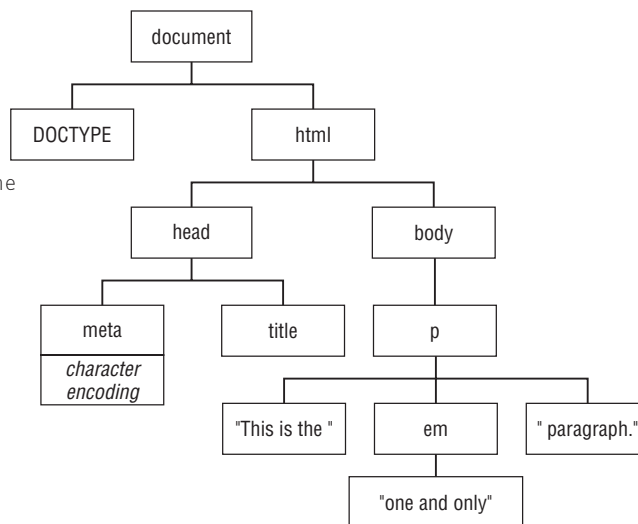 document
DOCTYPE
html
head
body
meta
character
encoding
title
p
"This is the "
em
" paragraph."
"one and only"